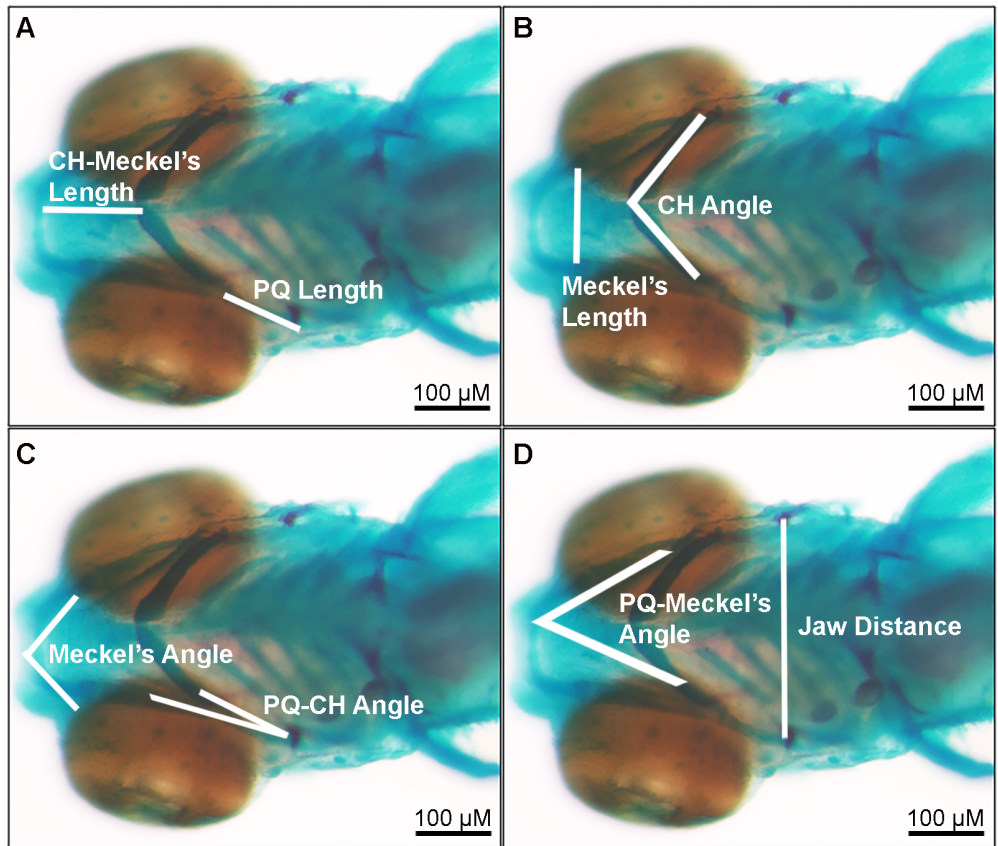 A
CH-Meckel's
Length
PQ Length
100 µM
B
CH Angle
Meckel's
Length
100 µM
C
Meckel's Angle
PQ-CH Angle
100 µM
D
PQ-Meckel's
Angle
Jaw Distance
100 µM